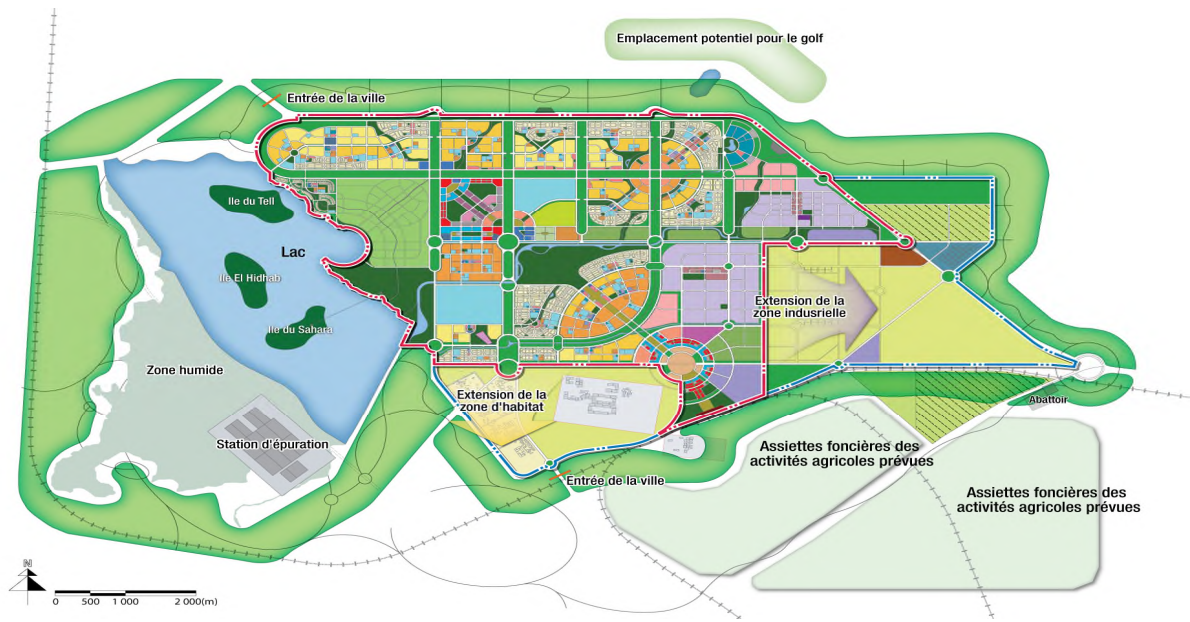 Emplacement potentiel pour le golf
Entrée de la ville
Ile du Tell
Lac
Ile El Hidhab
Ile du Sahara
Extension de la
zone indusrielle
Zone humide
Extension de la
zone d'habitat
Abattoir
Station d'épuration
Assiettes foncières des
activités agricoles prévues
Entrée de la ville
Assiettes foncières des
activités agricoles prévues
N
0 500 1 000 2 000(m)